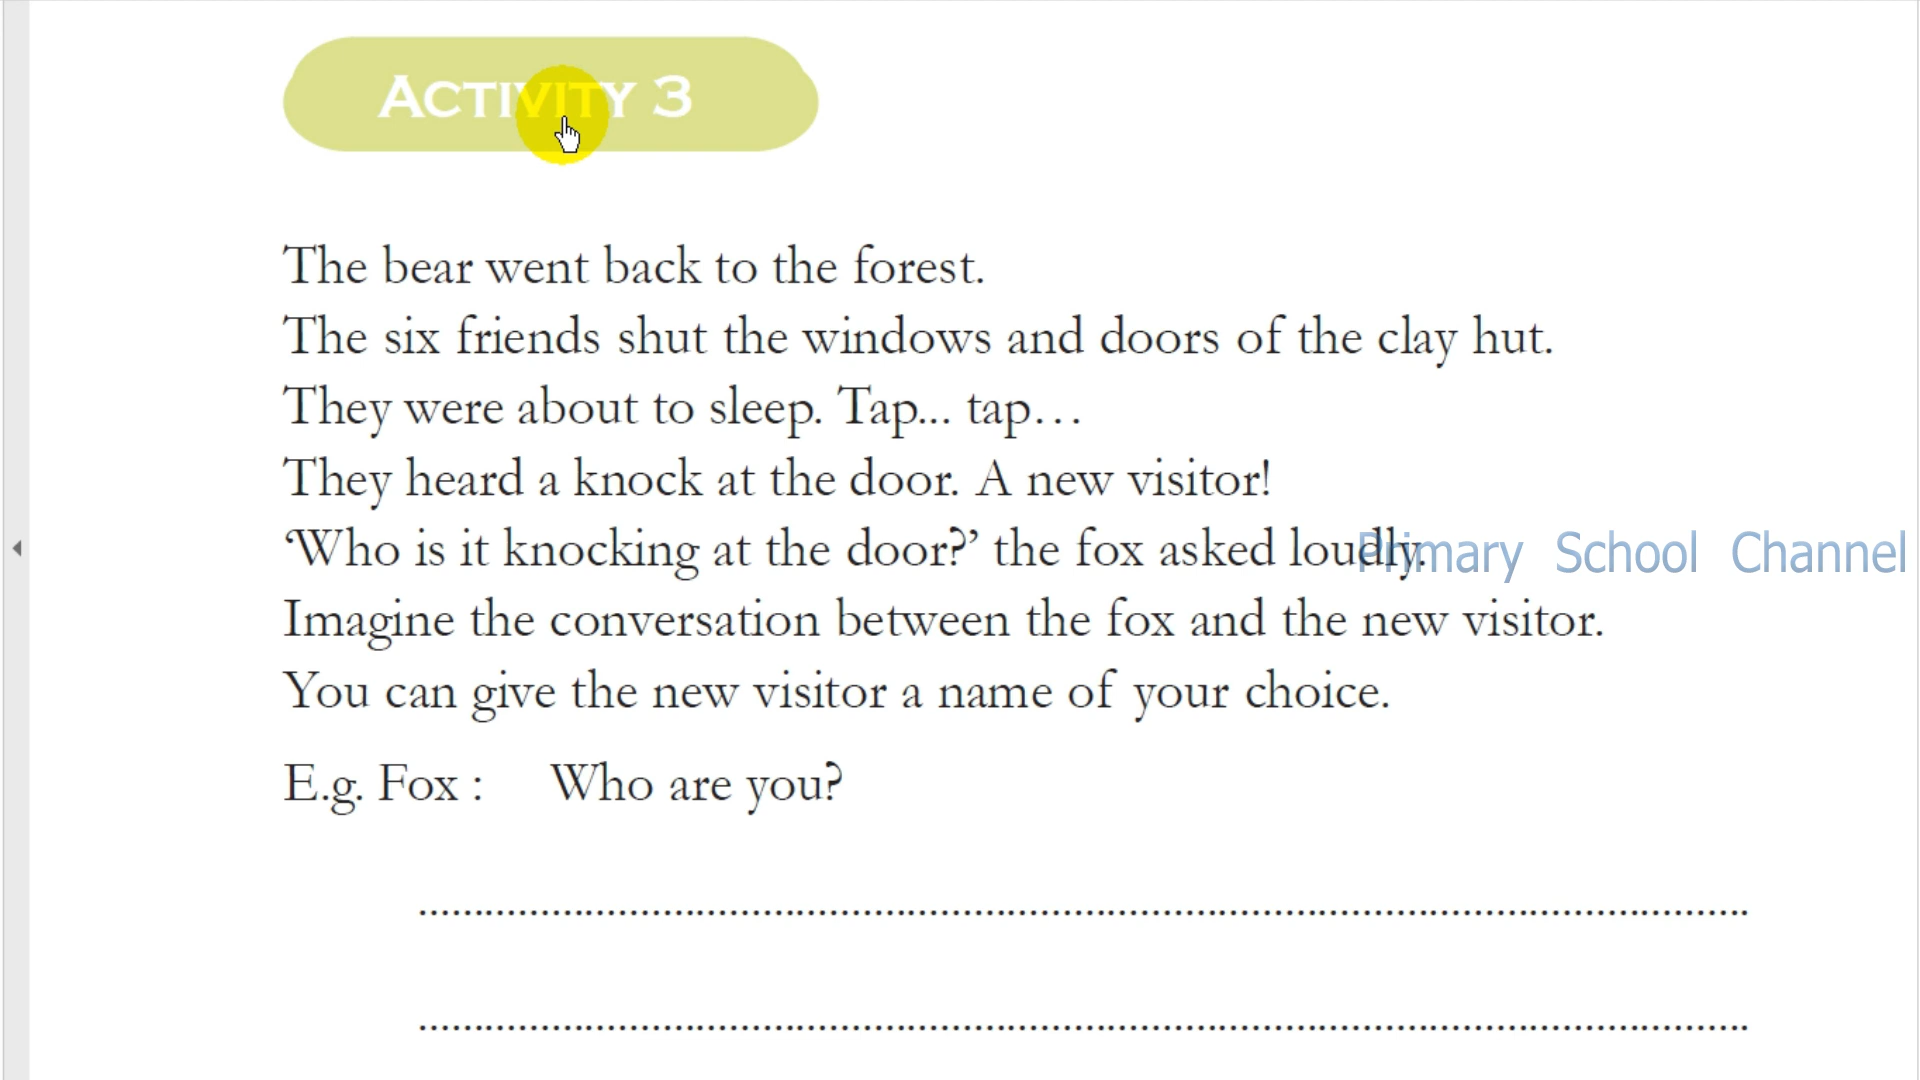 ACTIVITY 3
The bear went back to the forest.
The six friends shut the windows and doors of the clay hut.
They were about to sleep. Tap... tap…
They heard a knock at the door. A new visitor!
‘Who is it knocking at the door?’ the fox asked loudly.
Primary School Channel
Imagine the conversation between the fox and the new visitor.
You can give the new visitor a name of your choice.
E.g. Fox : Who are you?